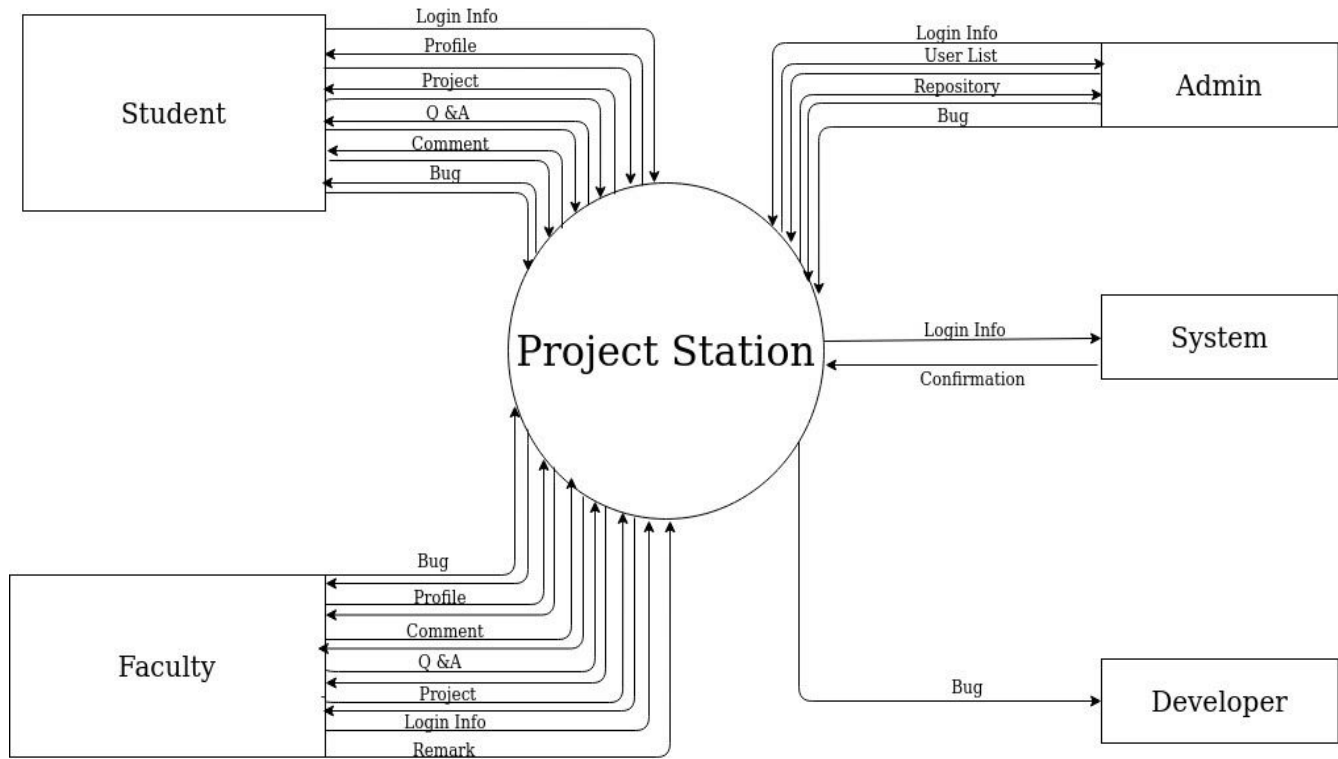 Login Info
Profile
Student
Project
Q &A
Comment
Bug
Login Info
User List
Admin
Repository
Bug
Project Station
Login Info
System
Confirmation
Bug
Profile
Comment
Faculty
Q &A
Project
Login Info
Remark
Bug
Developer